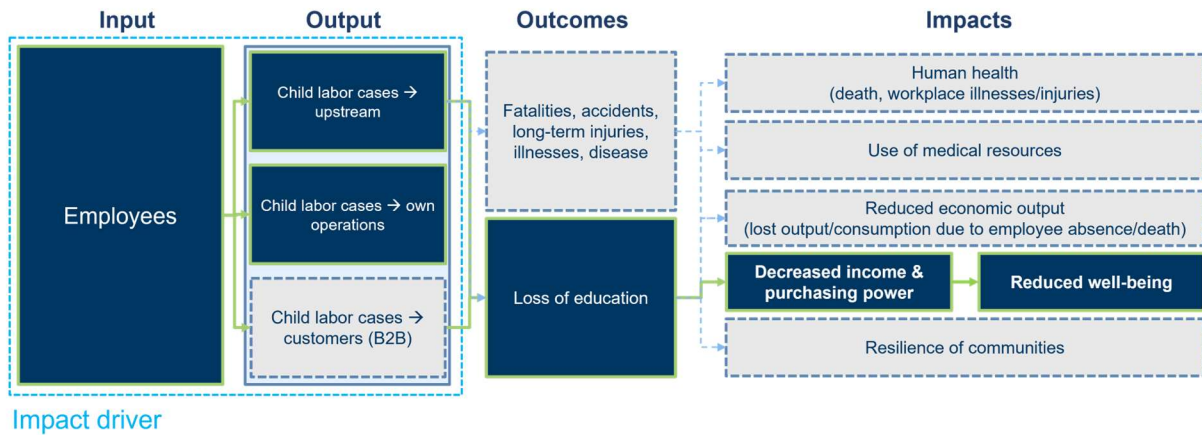 Input
Output
Outcomes
Impacts
Employees
Child labor cases →
upstream
Child labor cases → own
operations
Child labor cases →
customers (B2B)
Fatalities, accidents,
long-term injuries,
illnesses, disease
Loss of education
Human health
(death, workplace illnesses/injuries)
Use of medical resources
Reduced economic output
(lost output/consumption due to employee absence/death)
Decreased income &
purchasing power
Reduced well-being
Resilience of communities
Impact driver